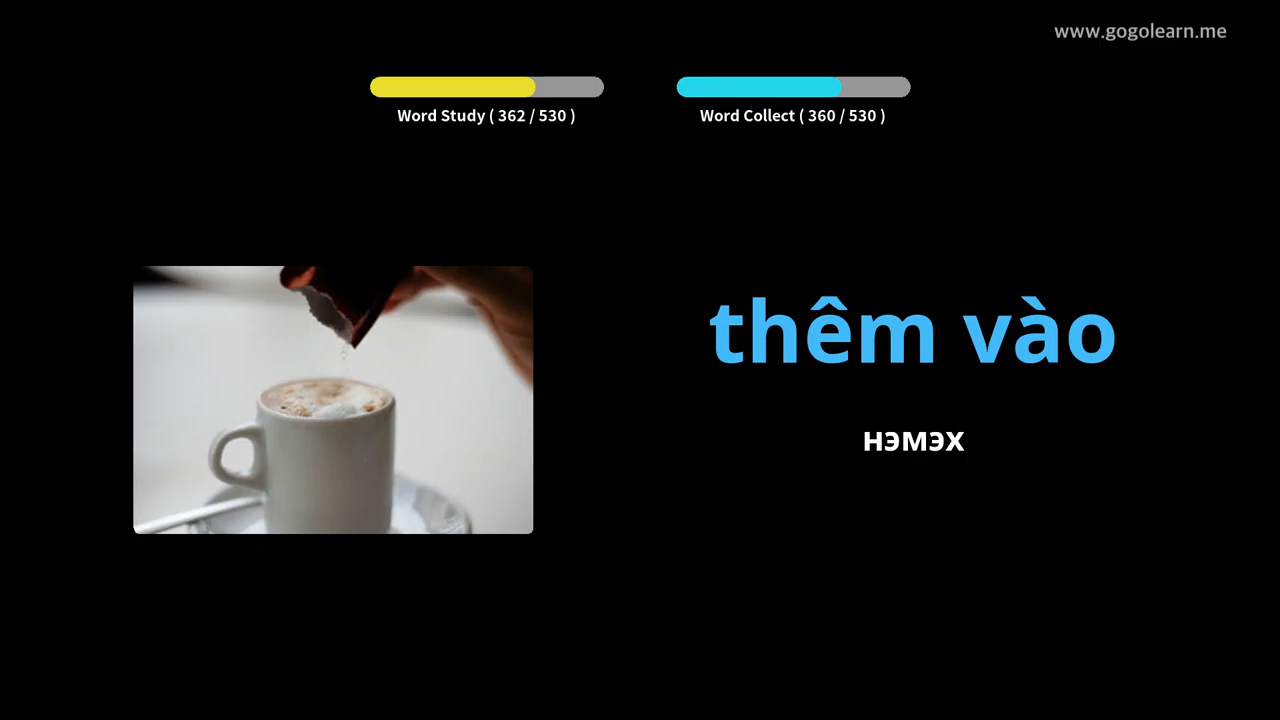 www.gogolearn.me
Word Study ( 362 / 530 )
Word Collect ( 360 / 530 )
thêm vào
нэмэх